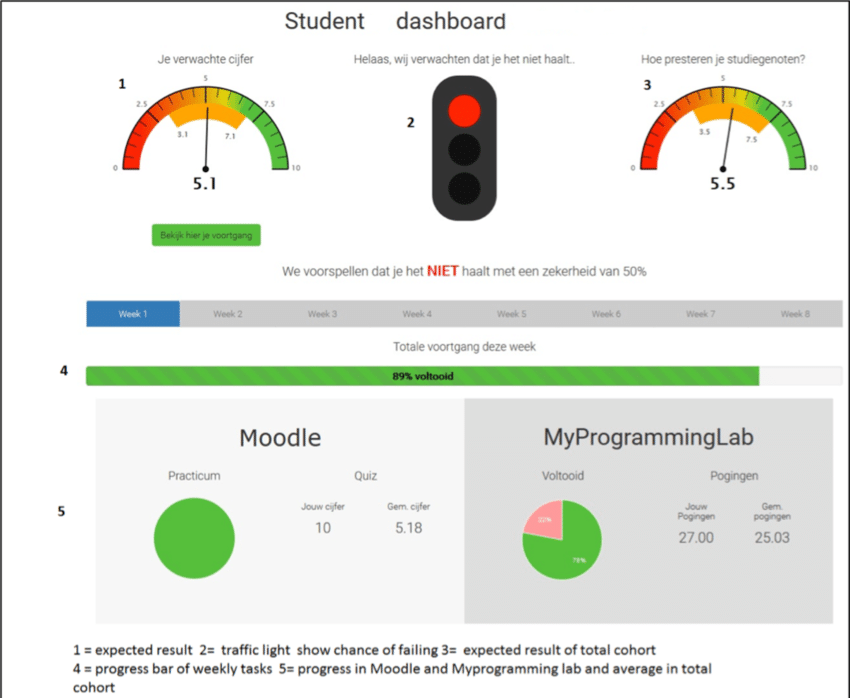 Student dashboard
Je verwachte cijfer
Helaas, wij verwachten dat je het niet haalt..
Hoe presteren je studiegenoten?
1
0
2.5
5
7.5
10
3.1
7.1
5.1
2
3
0
2.5
5
7.5
10
3.5
7.5
5.5
Bekijk hier je voortgang
We voorspellen dat je het NIET haalt met een zekerheid van 50%
Week 1 Week 2 Week 3 Week 4 Week 5 Week 6 Week 7 Week 8
Totale voortgang deze week
4
89% voltooid
5
Moodle
Practicum
Quiz
Jouw cijfer
Gem. cijfer
10
5.18
MyProgrammingLab
Voltooid
Pogingen
22%
78%
Jouw
Pogingen
Gem.
pogingen
27.00
25.03
1 = expected result 2= traffic light show chance of failing 3= expected result of total cohort
4 = progress bar of weekly tasks 5= progress in Moodle and Myprogramming lab and average in total
cohort